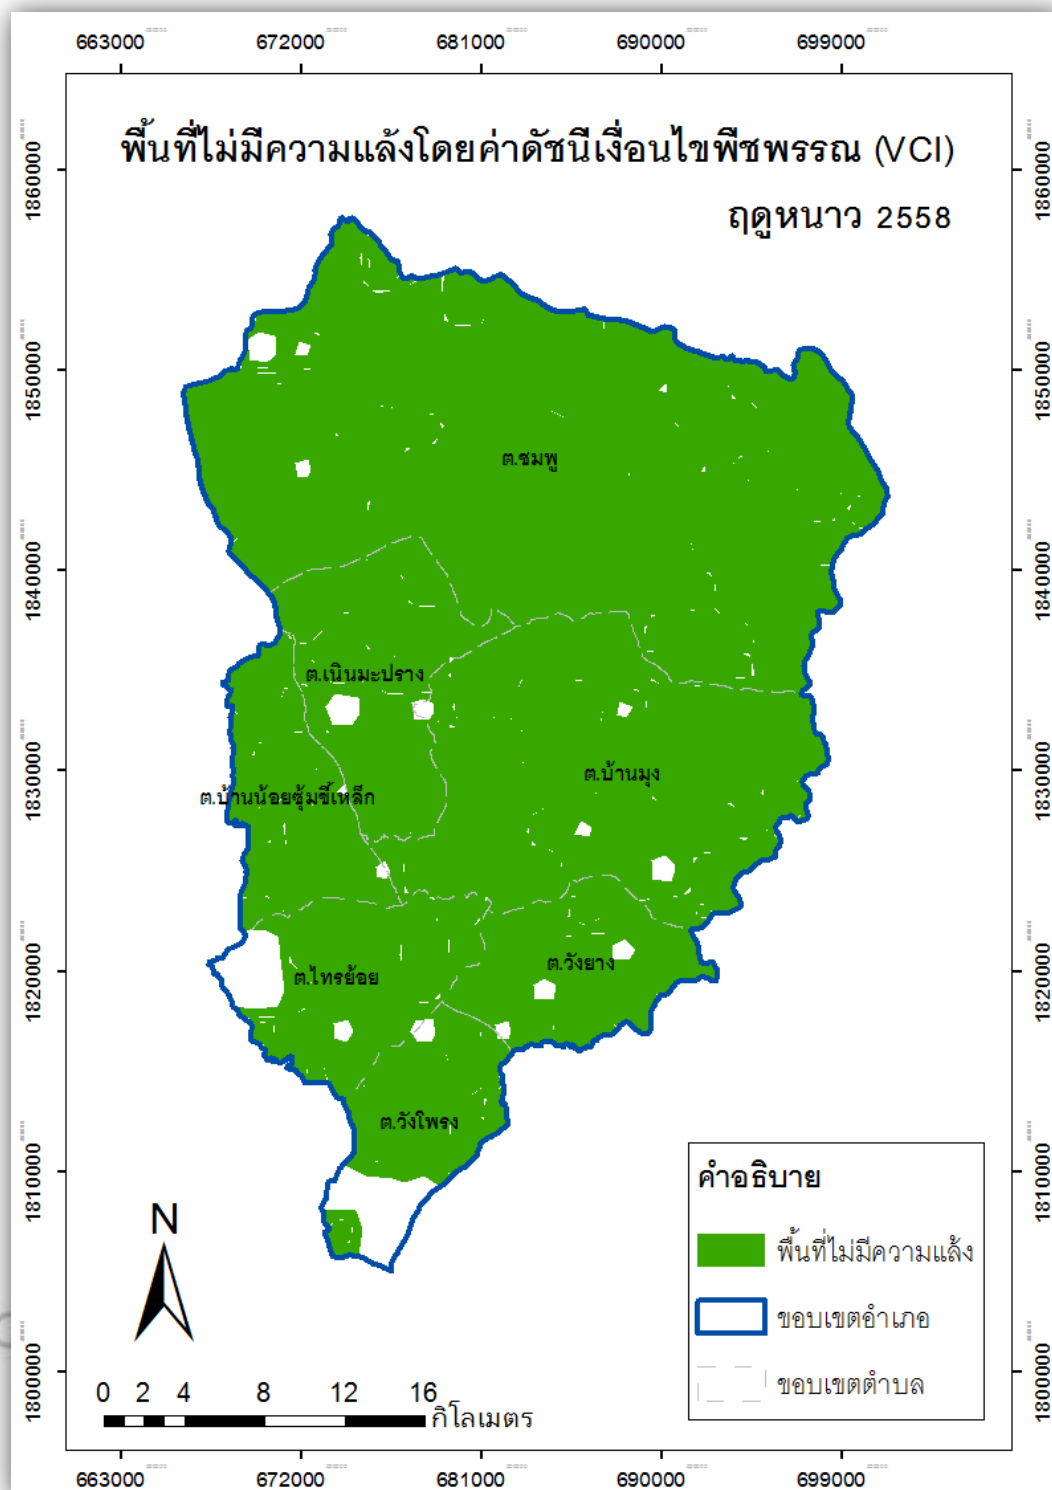 663000 672000 681000 690000 699000
พื้นที่ไม่มีความแล้งโดยค่าดัชนีเงื่อนไขพืชพรรณ (VCI)
ฤดูหนาว 2558
1860000 1860000
1850000 1850000
ต.ชมพู
1840000 1840000
ต.เนินมะปราง
ต.บ้านมุง
1830000 1830000
ต.บ้านน้อยซุ้มขี้เหล็ก
ต.วังยาง
ต.ไทรย้อย
1820000 1820000
ต.วังโพรง
1810000 1810000
คำอธิบาย
พื้นที่ไม่มีความแล้ง
ขอบเขตอำเภอ
ขอบเขตตำบล
N
1800000 1800000
0 2 4 8 12 16
กิโลเมตร
663000 672000 681000 690000 699000